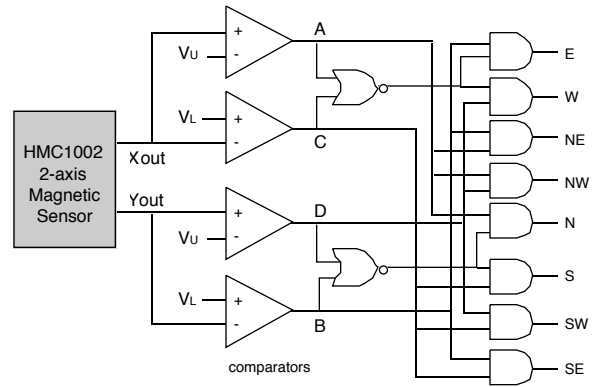 HMC1002
2-axis
Magnetic
Sensor
Xout
Yout
+
VU -
A
VL +
-
C
+
VU -
D
VL +
-
B
comparators
E
W
NE
NW
N
S
SW
SE